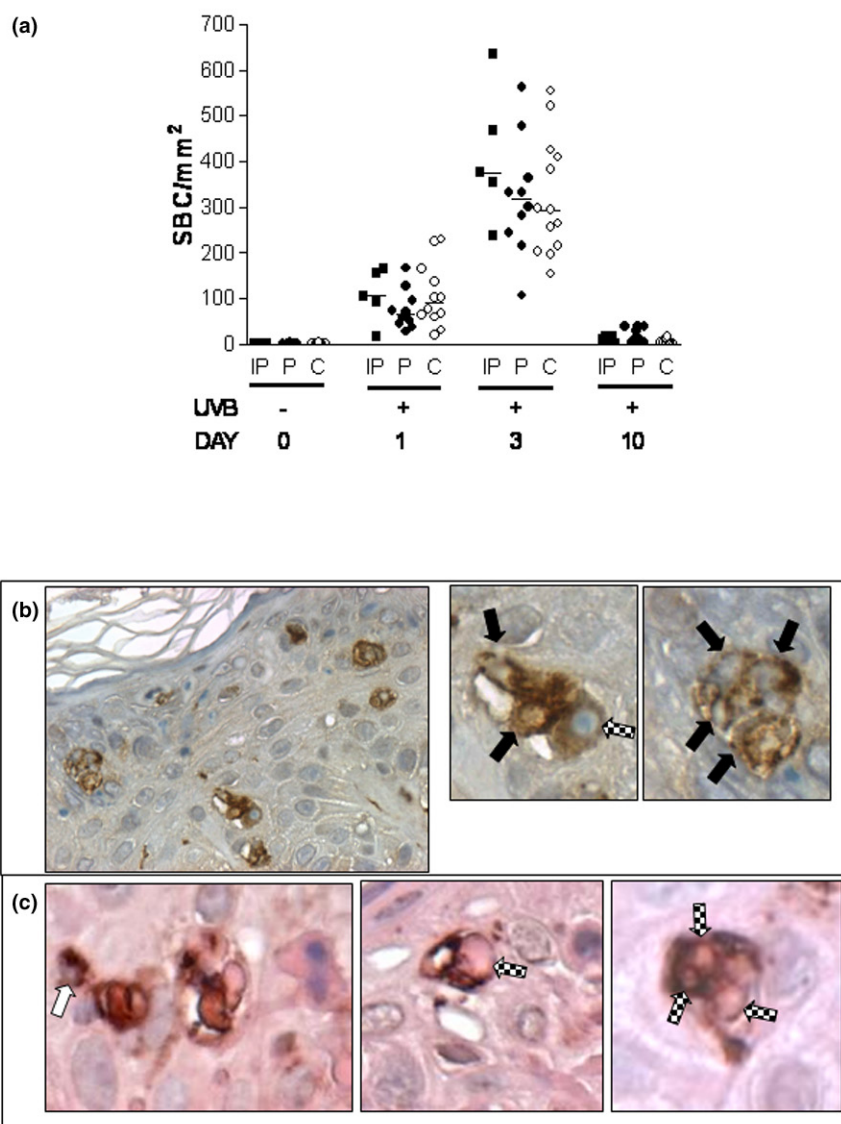 (a)
700
600
500
400
300
200
100
0
SBC/mm²
IP P C IP P C IP P C IP P C
UVB - + + +
DAY 0 1 3 10
(b)
(c)